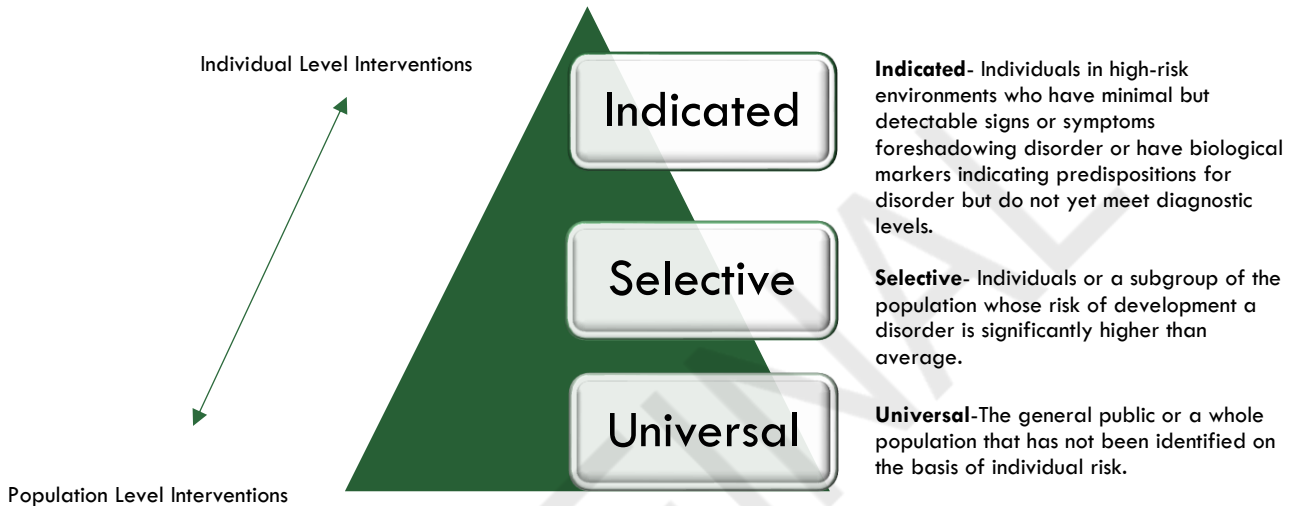 Individual Level Interventions
Indicated
Indicated- Individuals in high-risk
environments who have minimal but
detectable signs or symptoms
foreshadowing disorder or have biological
markers indicating predispositions for
disorder but do not yet meet diagnostic
levels.
Selective
Selective- Individuals or a subgroup of the
population whose risk of development a
disorder is significantly higher than
average.
Universal
Universal-The general public or a whole
population that has not been identified on
the basis of individual risk.
Population Level Interventions
FINAL